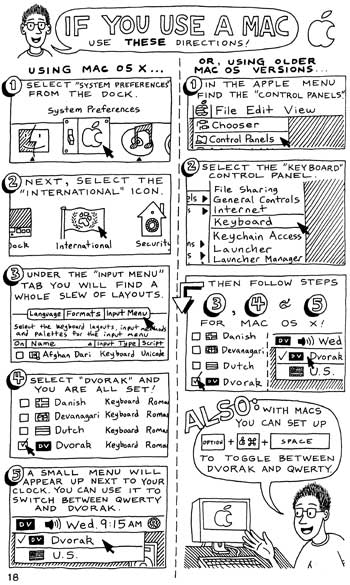 IF YOU USE A MAC
USE THESE DIRECTIONS!
USING MAC OS X...
1 SELECT "SYSTEM PREFERENCES"
FROM THE DOCK.
System Preferences
2 NEXT, SELECT THE
"INTERNATIONAL" ICON.
Dock International Security
3 UNDER THE "INPUT MENU"
TAB YOU WILL FIND A
WHOLE SLEW OF LAYOUTS.
Language Formats Input Menu
Select the keyboard layouts, input methods
and palettes for the input menu
On Name Input Type Script
Afghan Dari Keyboard Unicode
4 SELECT "DVORAK" AND
YOU ARE ALL SET!
Danish Keyboard Roma
Devanagari Keyboard Roma
Dutch Keyboard Roma
DV Dvorak Keyboard Roma
5 A SMALL MENU WILL
APPEAR UP NEXT TO YOUR
CLOCK. YOU CAN USE IT TO
SWITCH BETWEEN QWERTY
AND DVORAK.
DV Wed. 9:15 AM
✓ DV Dvorak
U.S.
18
OR, USING OLDER
MAC OS VERSIONS...
1 IN THE APPLE MENU
FIND THE "CONTROL PANELS"
File Edit View
Chooser
Control Panels
2 SELECT THE "KEYBOARD"
CONTROL PANEL.
File Sharing
els General Controls
Internet
Keyboard
Keychain Access
Launcher
Launcher Manager
THEN FOLLOW STEPS
3, 4 & 5
FOR MAC OS X!
Danish
Devanagari
Dutch
DV Dvorak
DV Wed
✓ DV Dvorak
U.S.
ALSO: WITH MACS
YOU CAN SET UP
OPTION + ⌘ + SPACE
TO TOGGLE BETWEEN
DVORAK AND QWERTY.